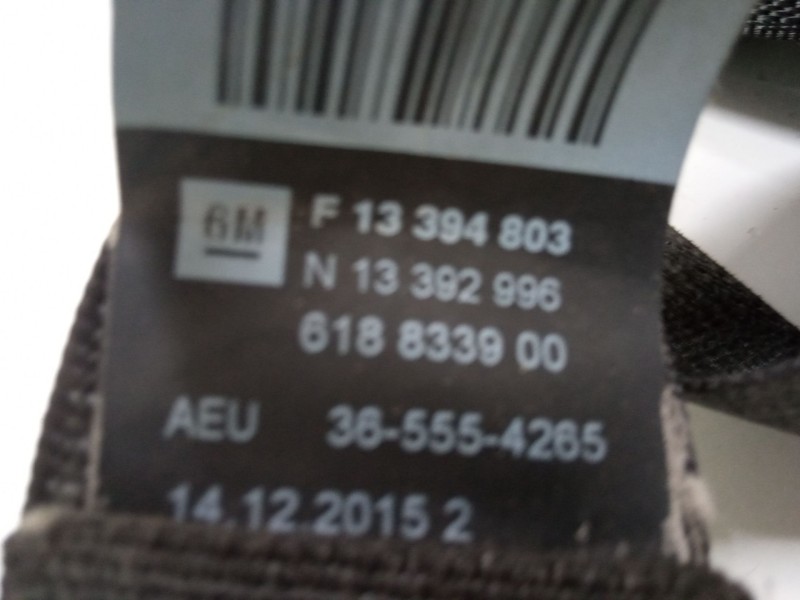 GM
F 13 394 803
N 13 392 996
618 8339 00
AEU 36-555-4265
14.12.2015 2